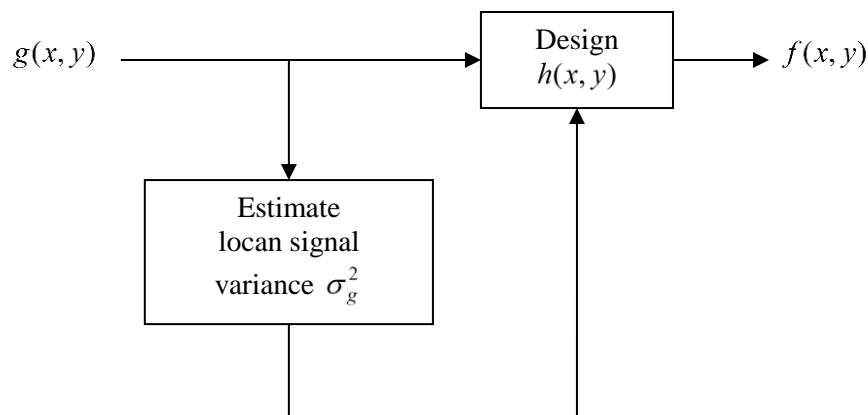 g(x, y)
Design
h(x, y)
f(x, y)
Estimate
locan signal
variance σ_g^2